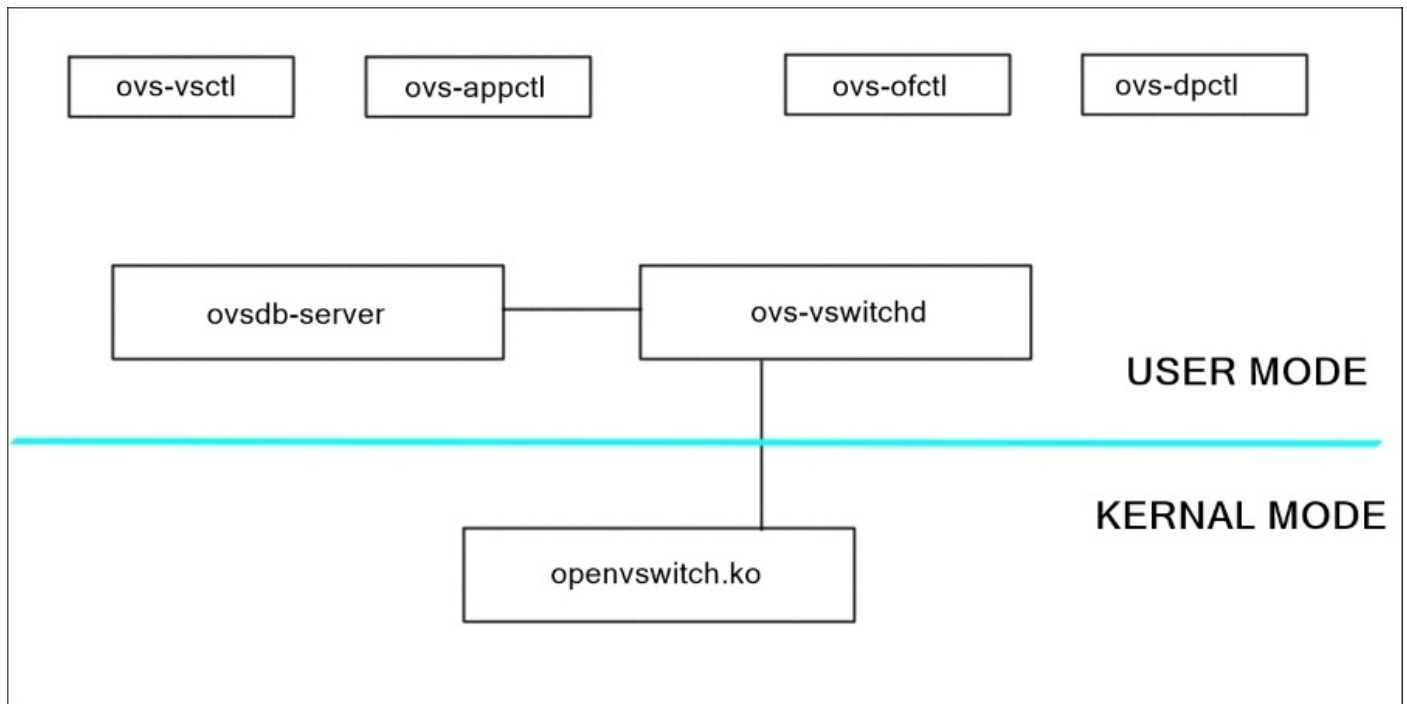 ovs-vsctl
ovs-appctl
ovs-ofctl
ovs-dpctl
ovsdb-server
ovs-vswitchd
USER MODE
KERNAL MODE
openvswitch.ko